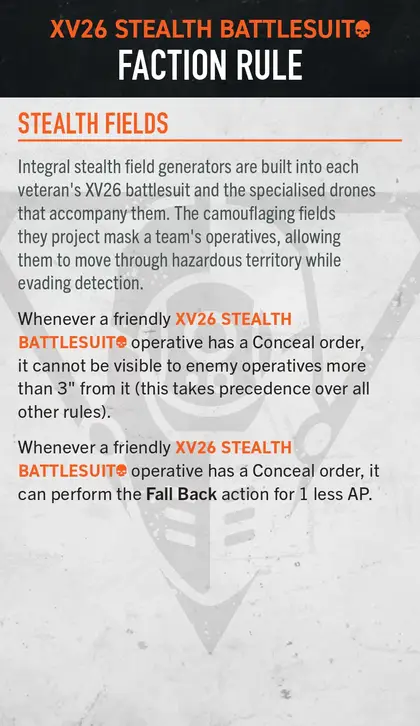 XV26 STEALTH BATTLESUIT
FACTION RULE
STEALTH FIELDS
Integral stealth field generators are built into each
veteran's XV26 battlesuit and the specialised drones
that accompany them. The camouflaging fields
they project mask a team's operatives, allowing
them to move through hazardous territory while
evading detection.
Whenever a friendly XV26 STEALTH
BATTLESUIT operative has a Conceal order,
it cannot be visible to enemy operatives more
than 3" from it (this takes precedence over all
other rules).
Whenever a friendly XV26 STEALTH
BATTLESUIT operative has a Conceal order, it
can perform the Fall Back action for 1 less AP.